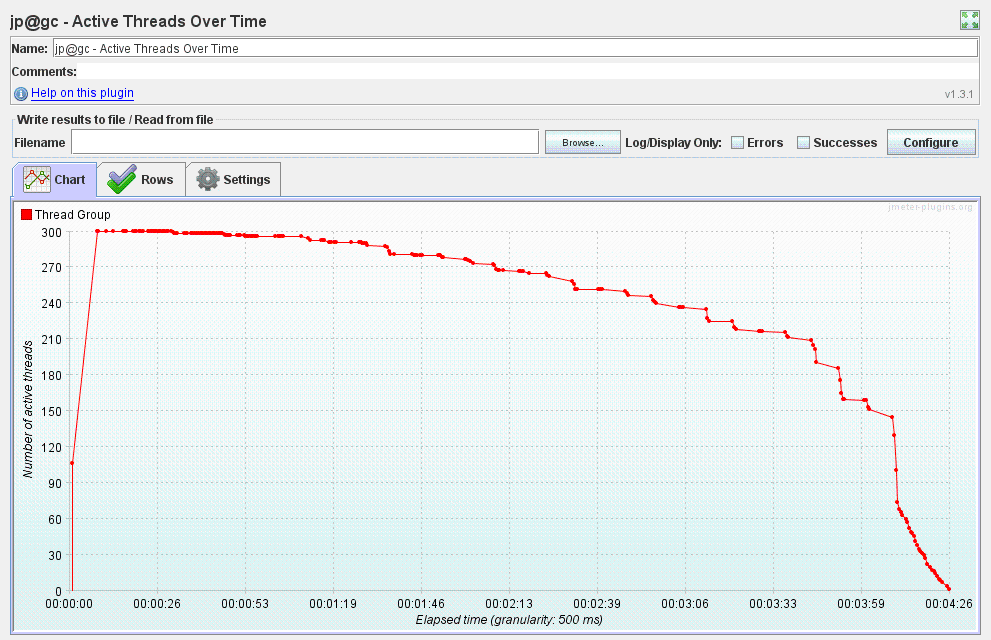 jp@gc - Active Threads Over Time
Name: jp@gc - Active Threads Over Time
Comments:
Help on this plugin v1.3.1
Write results to file / Read from file
Filename Browse... Log/Display Only: Errors Successes Configure
Chart Rows Settings
jmeter-plugins.org
Thread Group
300
270
240
210
180
150
120
90
60
30
0
Number of active threads
00:00:00 00:00:26 00:00:53 00:01:19 00:01:46 00:02:13 00:02:39 00:03:06 00:03:33 00:03:59 00:04:26
Elapsed time (granularity: 500 ms)